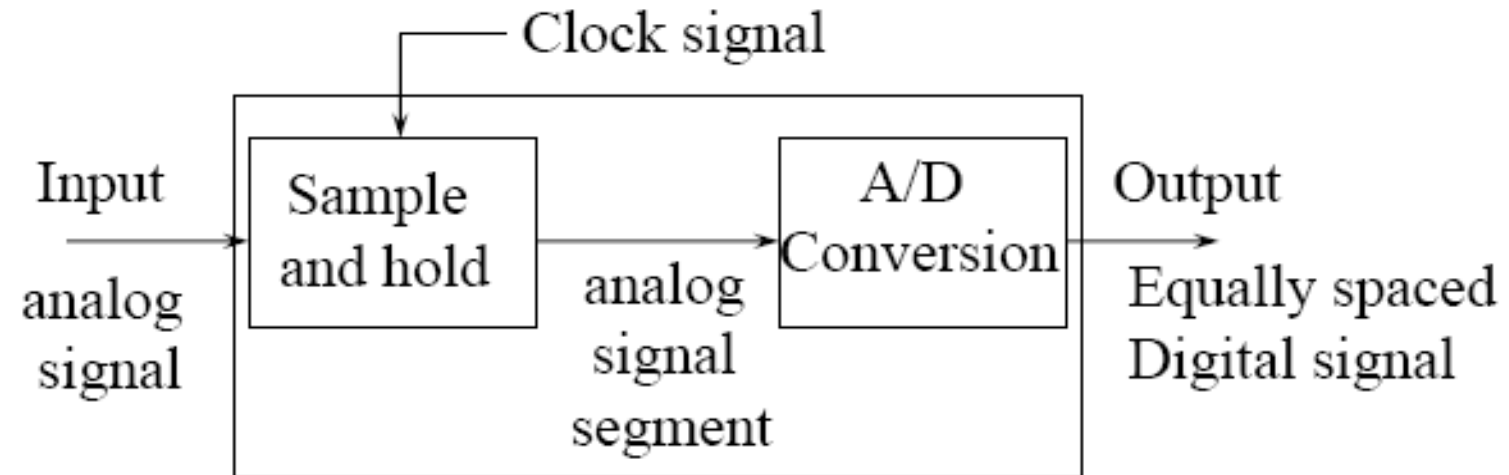 Clock signal
Input
analog
signal
Sample
and hold
analog
signal
segment
A/D
Conversion
Output
Equally spaced
Digital signal